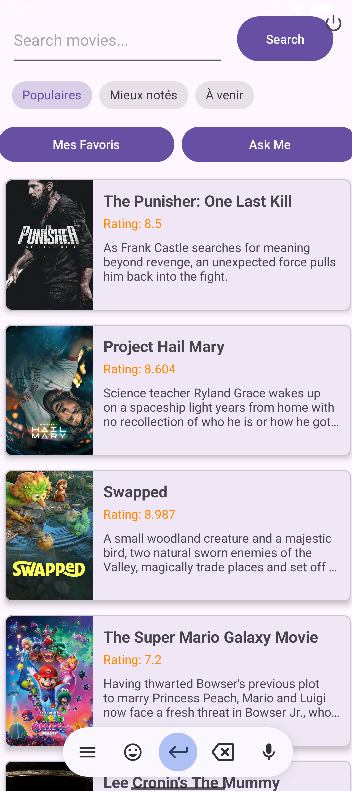 Search movies...
Search
Populaires
Mieux notés
À venir
Mes Favoris
Ask Me
The Punisher: One Last Kill
Rating: 8.5
As Frank Castle searches for meaning
beyond revenge, an unexpected force pulls
him back into the fight.
PUNISHER
Project Hail Mary
Rating: 8.604
Science teacher Ryland Grace wakes up
on a spaceship light years from home with
no recollection of who he is or how he got...
HAIL
MARY
Swapped
Rating: 8.987
A small woodland creature and a majestic
bird, two natural sworn enemies of the
Valley, magically trade places and set off ...
SWAPPED
The Super Mario Galaxy Movie
Rating: 7.2
Having thwarted Bowser's previous plot
to marry Princess Peach, Mario and Luigi
now face a fresh threat in Bowser Jr., who...
Lee Cronin's The Mummy